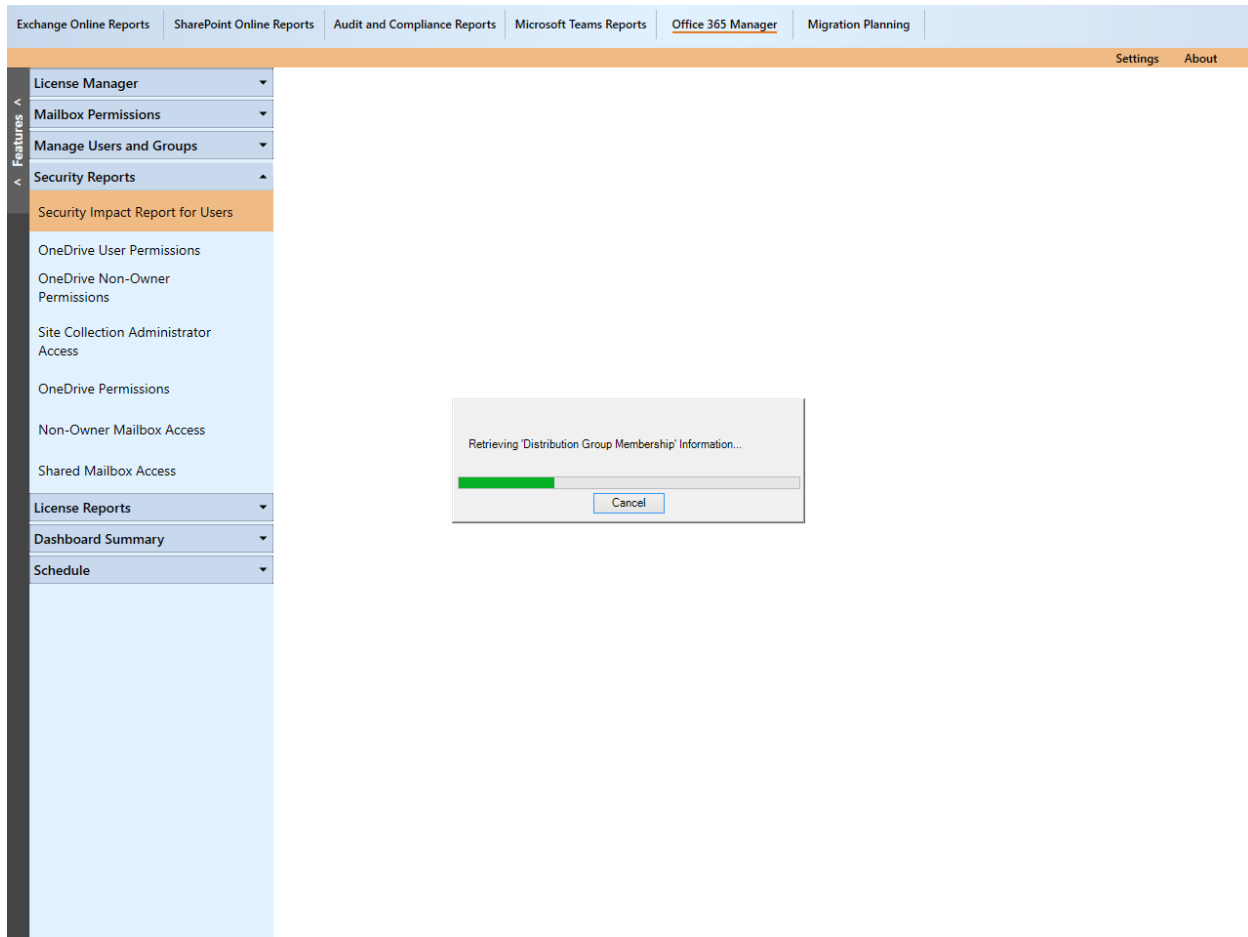 Exchange Online Reports
SharePoint Online Reports
Audit and Compliance Reports
Microsoft Teams Reports
Office 365 Manager
Migration Planning
Settings
About
< Features <
License Manager
Mailbox Permissions
Manage Users and Groups
Security Reports
Security Impact Report for Users
OneDrive User Permissions
OneDrive Non-Owner
Permissions
Site Collection Administrator
Access
OneDrive Permissions
Non-Owner Mailbox Access
Shared Mailbox Access
License Reports
Dashboard Summary
Schedule
Retrieving 'Distribution Group Membership' Information...
Cancel